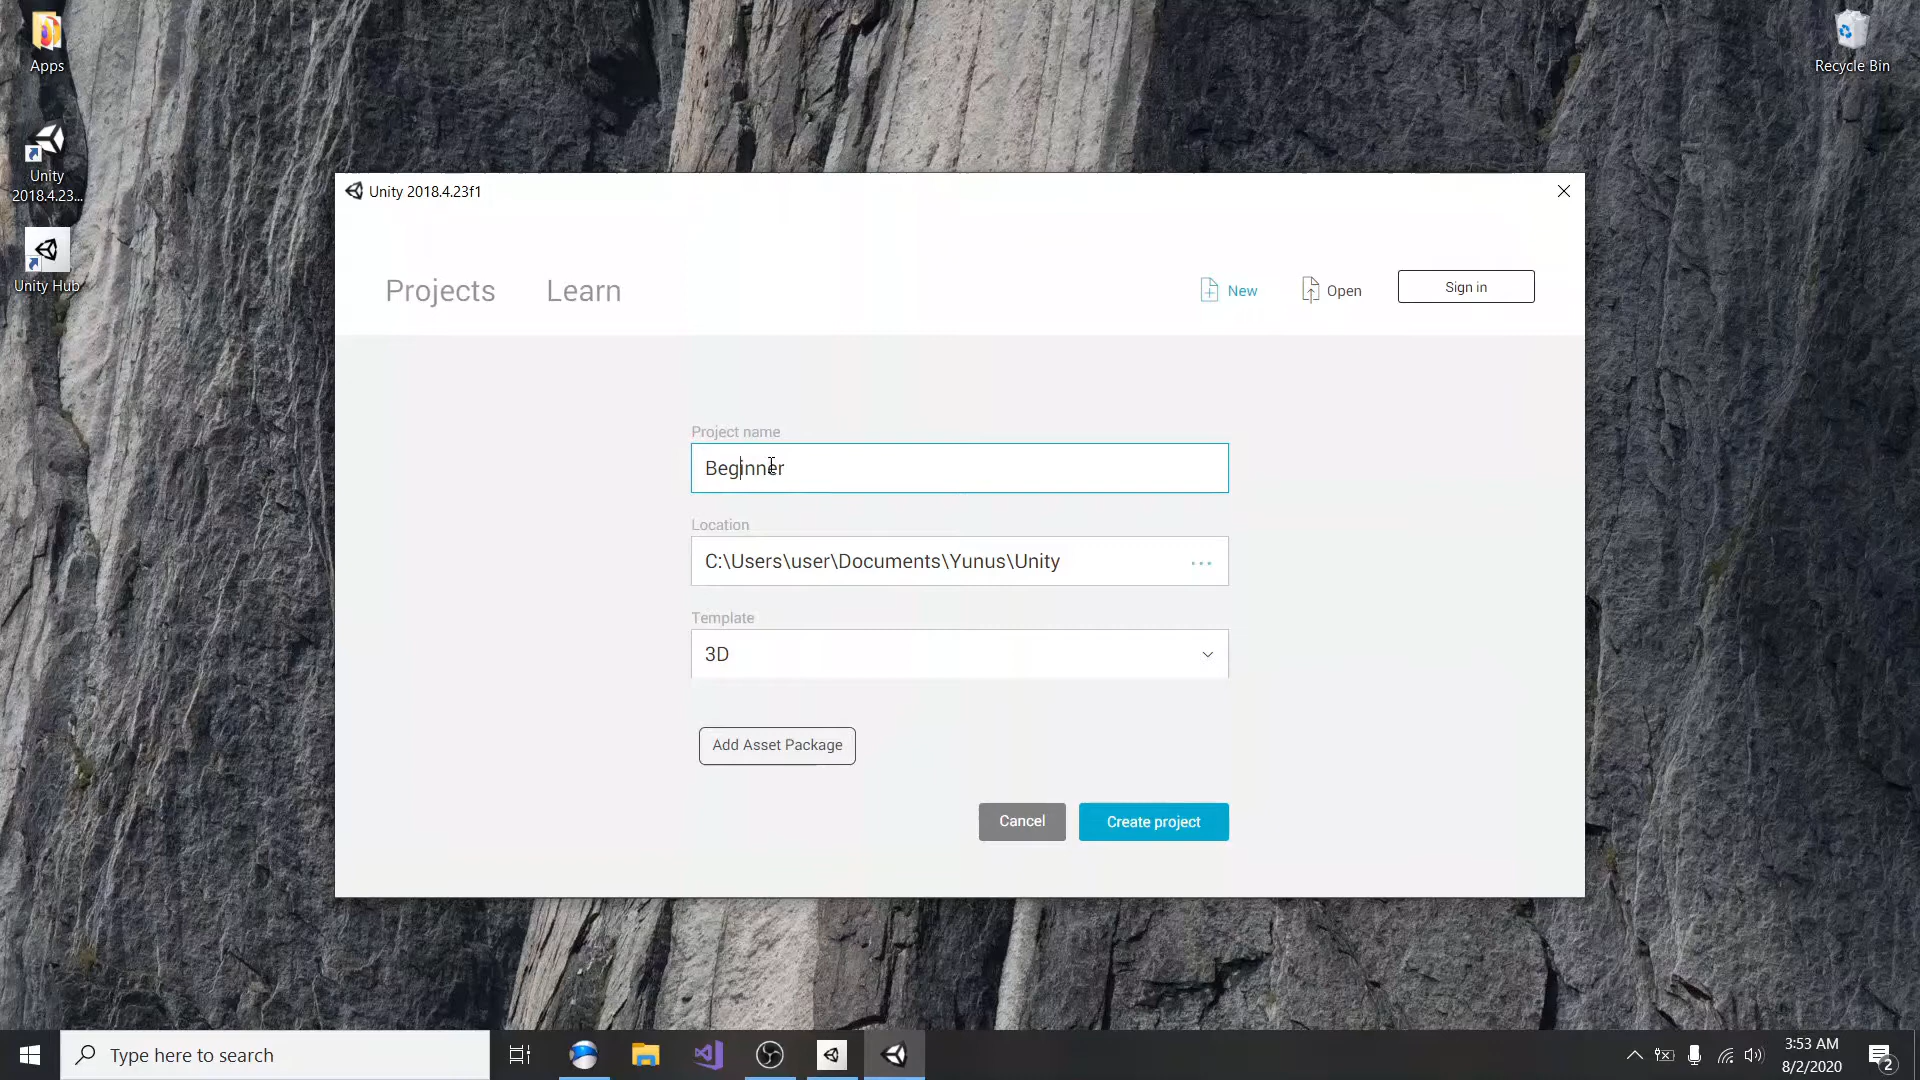 Apps
Recycle Bin
Unity
2018.4.23...
Unity Hub
Unity 2018.4.23f1
Projects
Learn
New
Open
Sign in
Project name
Beginner
Location
C:\Users\user\Documents\Yunus\Unity
...
Template
3D
Add Asset Package
Cancel
Create project
Type here to search
3:53 AM
8/2/2020
2